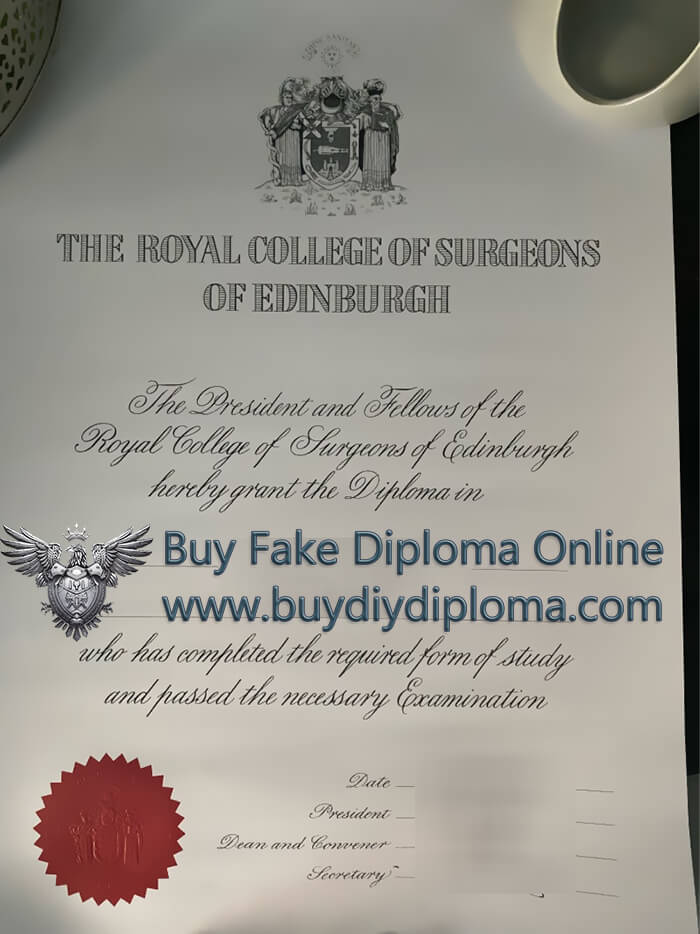 THE ROYAL COLLEGE OF SURGEONS
OF EDINBURGH
The President and Fellows of the
Royal College of Surgeons of Edinburgh
hereby grant the Diploma in
Buy Fake Diploma Online
www.buydiydiploma.com
who has completed the required form of study
and passed the necessary Examination
Date
President
Dean and Convener
Secretary